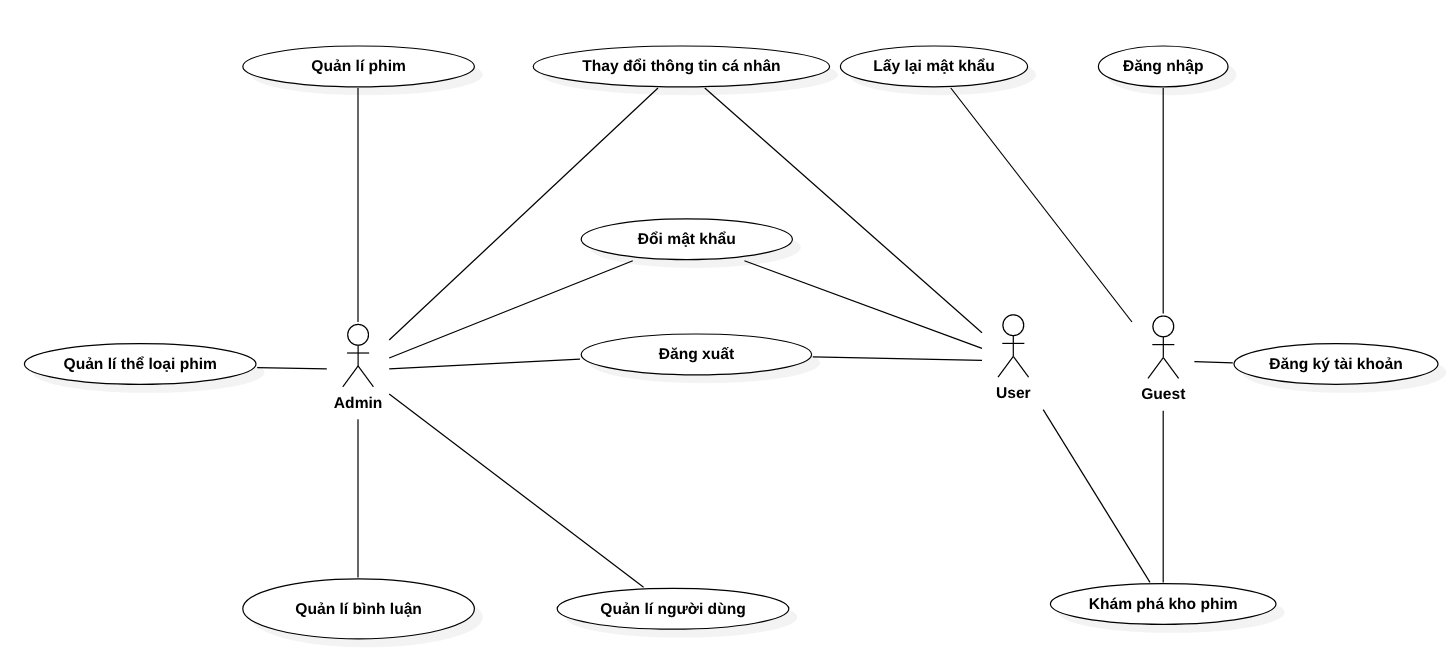 Quản lí phim
Thay đổi thông tin cá nhân
Lấy lại mật khẩu
Đăng nhập
Đổi mật khẩu
Đăng xuất
Quản lí thể loại phim
Đăng ký tài khoản
Admin
User
Guest
Quản lí bình luận
Quản lí người dùng
Khám phá kho phim